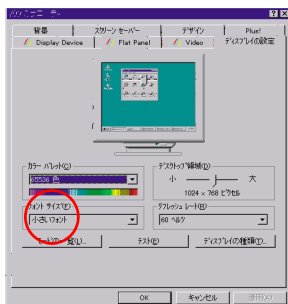 背景
スクリーン セーバー
デザイン
Plus!
Display Device
Flat Panel
Video
ディスプレイの設定
カラー パレット(C)
65536 色
デスクトップ領域(D)
小
大
1024 × 768 ピクセル
フォント サイズ(F)
小さいフォント
リフレッシュ レート(R)
60 ヘルツ
テスト(E)
ディスプレイの種類(T)...
OK
キャンセル
適用(A)